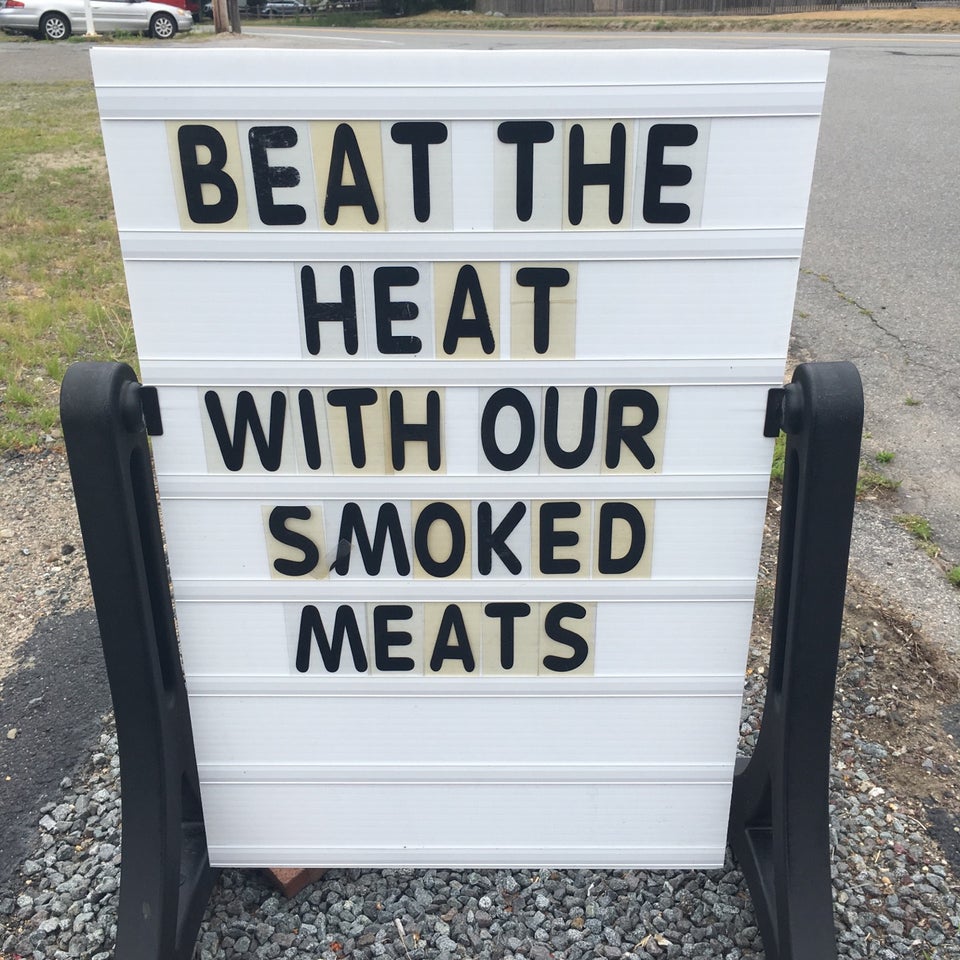 BEAT THE
HEAT
WITH OUR
SMOKED
MEATS